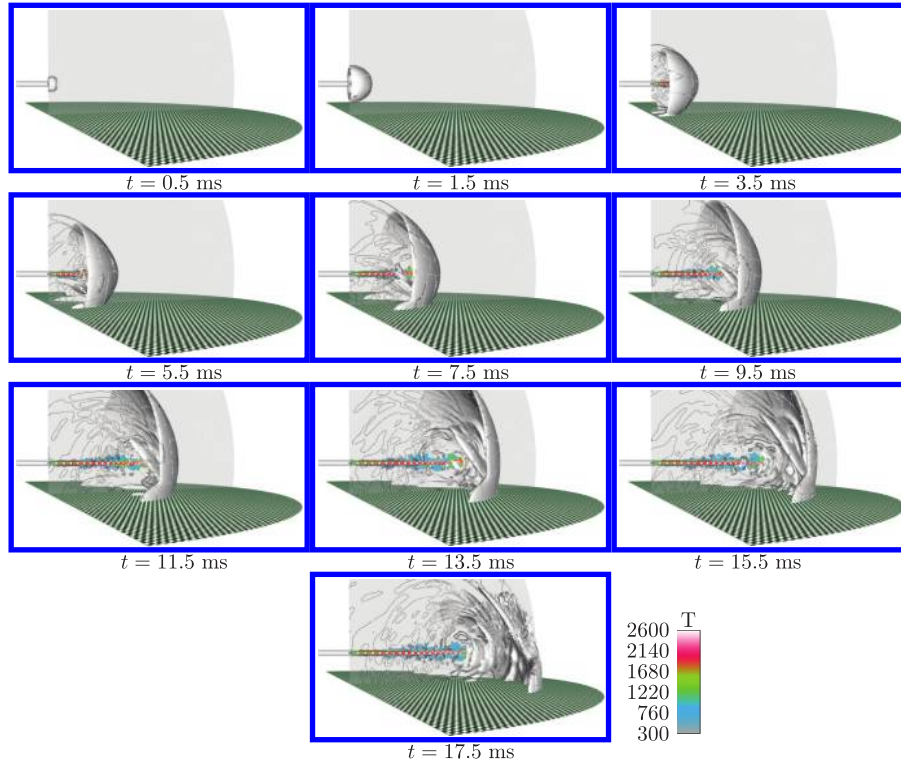 t = 0.5 ms
t = 1.5 ms
t = 3.5 ms
t = 5.5 ms
t = 7.5 ms
t = 9.5 ms
t = 11.5 ms
t = 13.5 ms
t = 15.5 ms
T
2600
2140
1680
1220
760
300
t = 17.5 ms